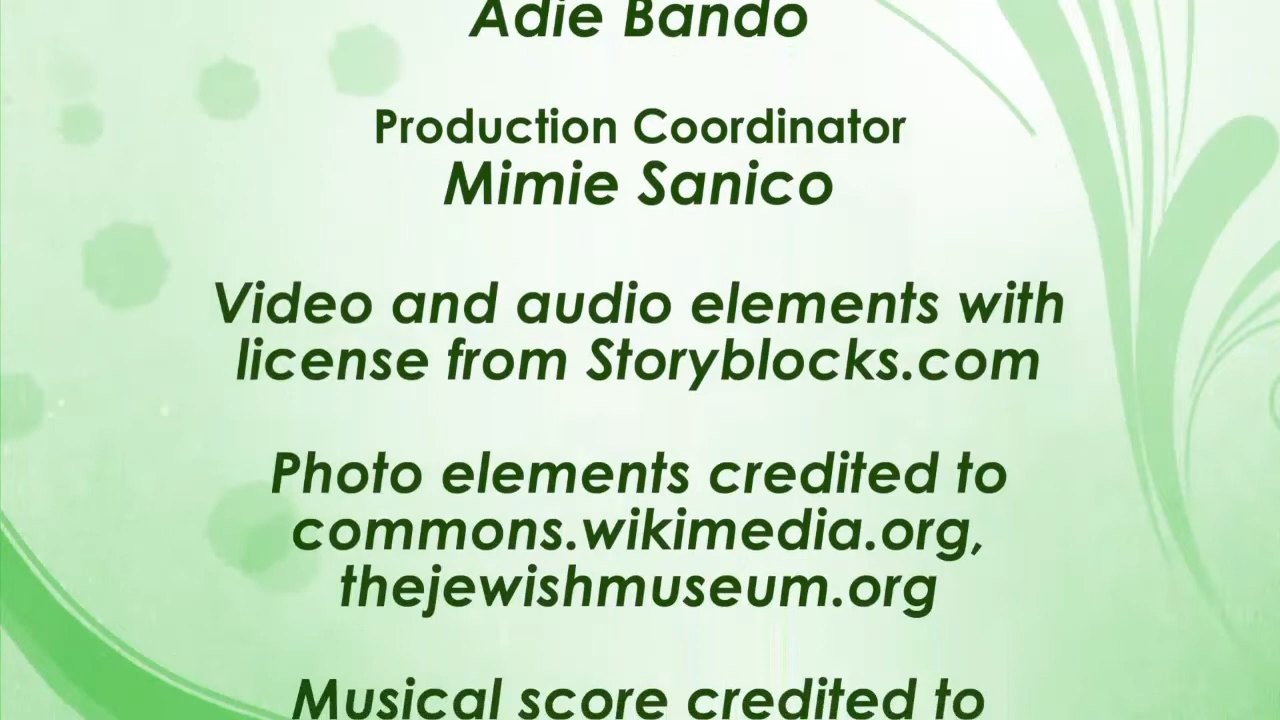 Adie Bando
Production Coordinator
Mimie Sanico
Video and audio elements with
license from Storyblocks.com
Photo elements credited to
commons.wikimedia.org,
thejewishmuseum.org
Musical score credited to